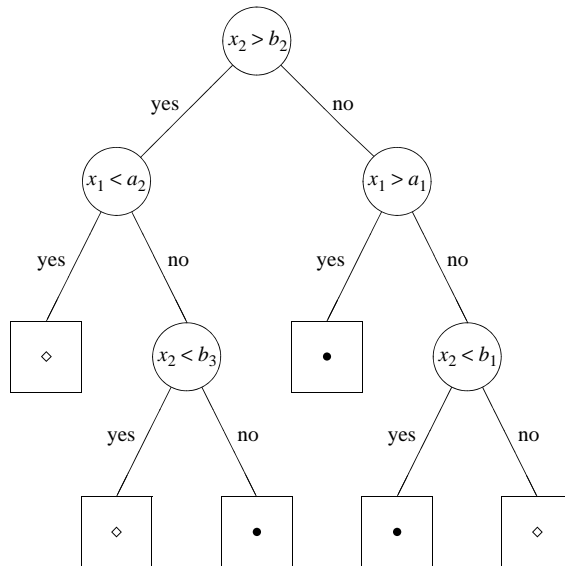 x₂ > b₂
yes
no
x₁ < a₂
x₁ > a₁
yes
no
yes
no
x₂ < b₃
x₂ < b₁
yes
no
yes
no